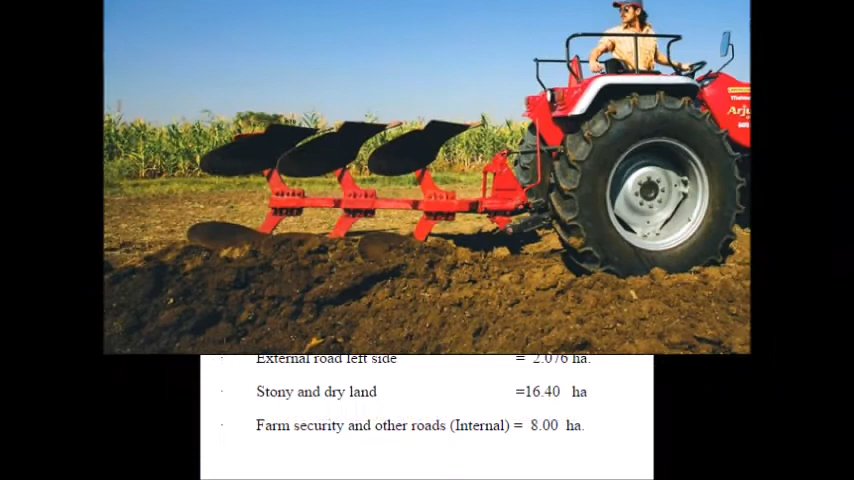 Arju
External road left side = 2.076 ha.
· Stony and dry land =16.40 ha
· Farm security and other roads (Internal) = 8.00 ha.